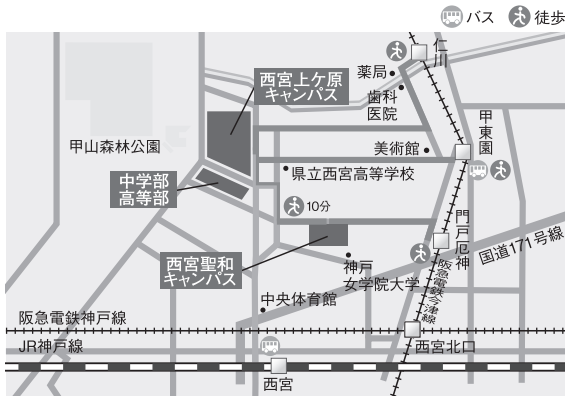 バス
徒歩
仁川
薬局
歯科
医院
西宮上ケ原
キャンパス
甲東園
甲山森林公園
美術館
県立西宮高等学校
中学部
高等部
10分
門戸厄神
国道171号線
西宮聖和
キャンパス
神戸
女学院大学
阪急電鉄今津線
中央体育館
阪急電鉄神戸線
JR神戸線
西宮北口
西宮